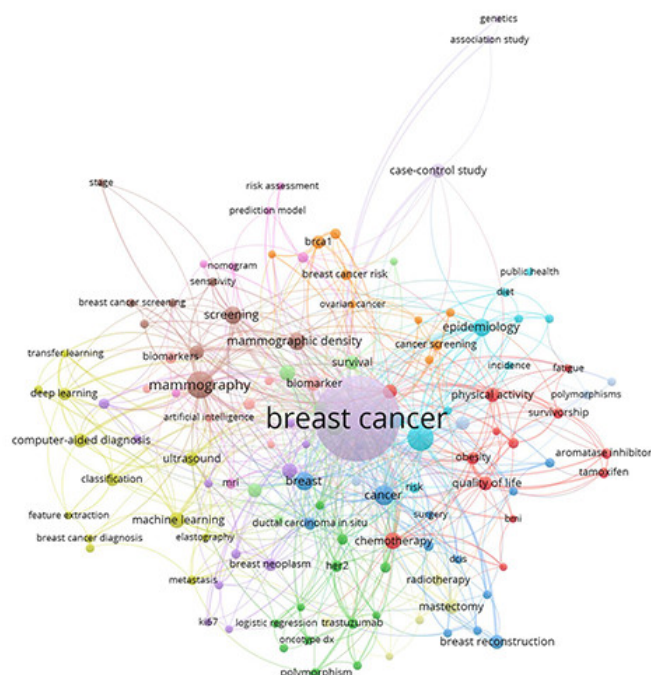 genetics
association study
case-control study
stage
risk assessment
prediction model
brca1
nomogram
breast cancer risk
public health
sensitivity
diet
breast cancer screening
ovarian cancer
screening
epidemiology
mammographic density
cancer screening
transfer learning
biomarkers
survival
incidence
fatigue
deep learning
mammography
biomarker
physical activity
polymorphisms
artificial intelligence
breast cancer
survivorship
computer-aided diagnosis
ultrasound
obesity
aromatase inhibitor
tamoxifen
classification
mri
breast
risk
quality of life
cancer
feature extraction
machine learning
ductal carcinoma in situ
surgery
bmi
breast cancer diagnosis
elastography
chemotherapy
breast neoplasm
her2
dcis
metastasis
radiotherapy
mastectomy
ki67
logistic regression
trastuzumab
oncotype dx
breast reconstruction
polymorphism